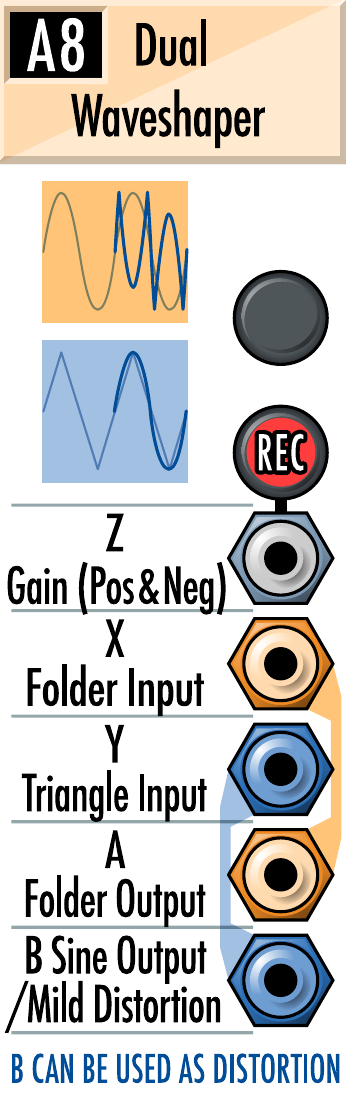 A8 Dual
Waveshaper
REC
Z
Gain (Pos & Neg)
X
Folder Input
Y
Triangle Input
A
Folder Output
B Sine Output
/Mild Distortion
B CAN BE USED AS DISTORTION